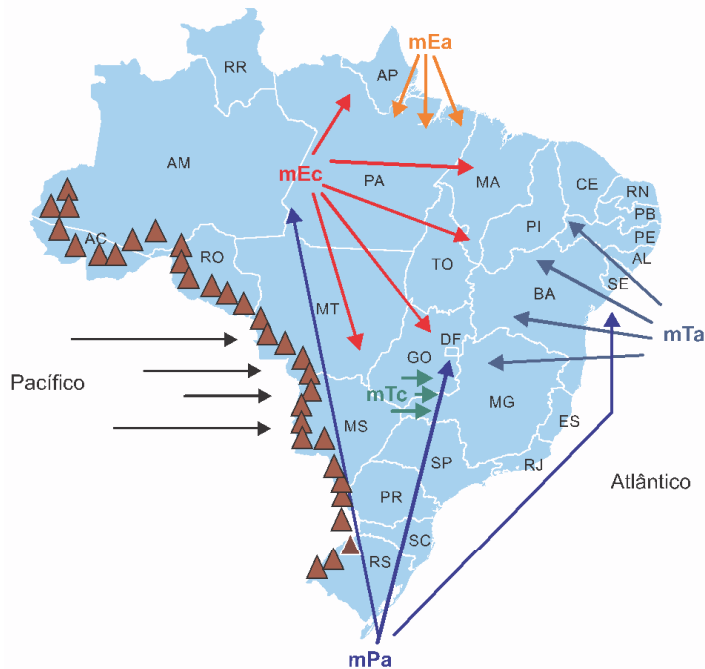 mEa
RR
AP
AM
mEc
PA
MA
CE
RN
PB
PE
AL
SE
PI
AC
RO
TO
BA
MT
mTa
DF
GO
Pacífico
mTc
MG
MS
ES
SP
RJ
Atlântico
PR
SC
RS
mPa